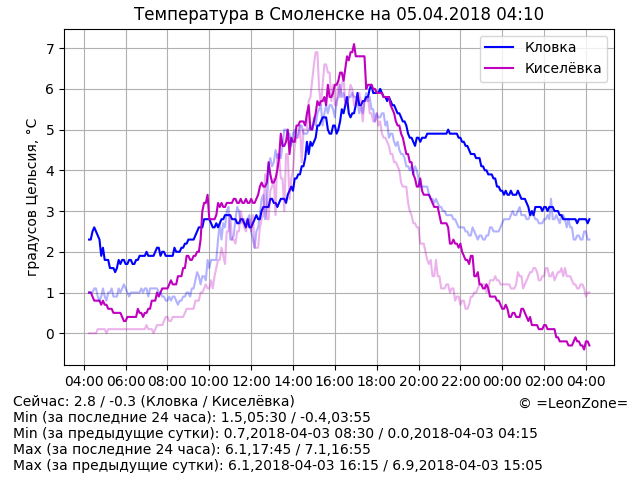 Температура в Смоленске на 05.04.2018 04:10
Кловка
Киселёвка
градусов Цельсия, °C
7
6
5
4
3
2
1
0
04:00 06:00 08:00 10:00 12:00 14:00 16:00 18:00 20:00 22:00 00:00 02:00 04:00
Сейчас: 2.8 / -0.3 (Кловка / Киселёвка)
© =LeonZone=
Min (за последние 24 часа): 1.5,05:30 / -0.4,03:55
Min (за предыдущие сутки): 0.7,2018-04-03 08:30 / 0.0,2018-04-03 04:15
Max (за последние 24 часа): 6.1,17:45 / 7.1,16:55
Max (за предыдущие сутки): 6.1,2018-04-03 16:15 / 6.9,2018-04-03 15:05